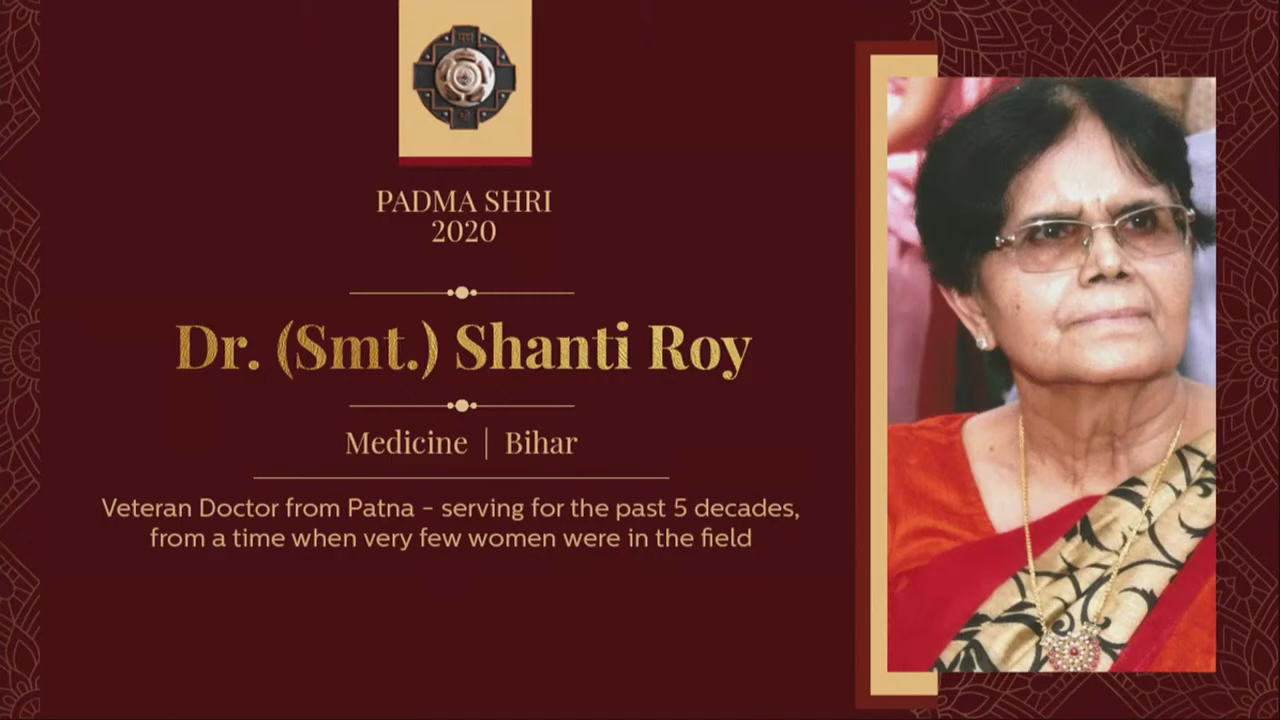 PADMA SHRI
2020
Dr. (Smt.) Shanti Roy
Medicine | Bihar
Veteran Doctor from Patna – serving for the past 5 decades,
from a time when very few women were in the field